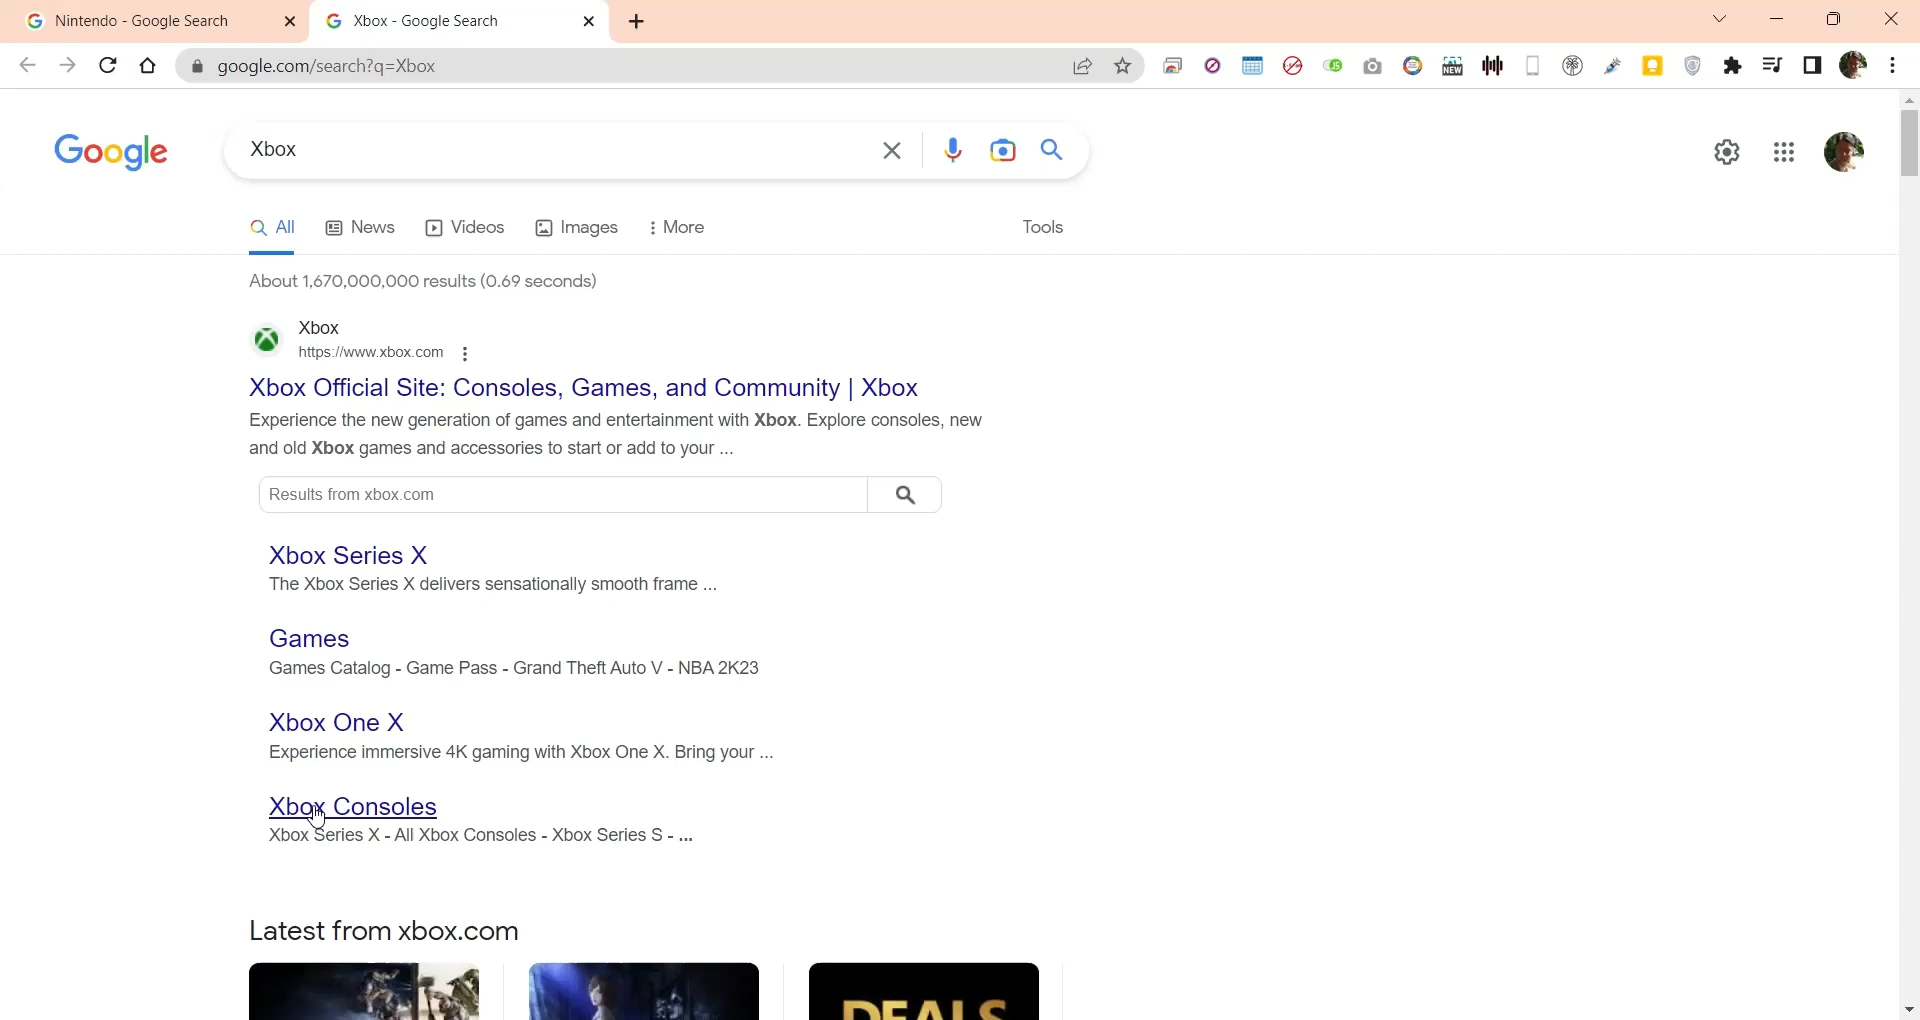 Nintendo - Google Search
Xbox - Google Search
google.com/search?q=Xbox
JS
NEW
Google
Xbox
All
News
Videos
Images
More
Tools
About 1,670,000,000 results (0.69 seconds)
Xbox
https://www.xbox.com
Xbox Official Site: Consoles, Games, and Community | Xbox
Experience the new generation of games and entertainment with Xbox. Explore consoles, new
and old Xbox games and accessories to start or add to your ...
Results from xbox.com
Xbox Series X
The Xbox Series X delivers sensationally smooth frame ...
Games
Games Catalog - Game Pass - Grand Theft Auto V - NBA 2K23
Xbox One X
Experience immersive 4K gaming with Xbox One X. Bring your ...
Xbox Consoles
Xbox Series X - All Xbox Consoles - Xbox Series S - ...
Latest from xbox.com
DEALS